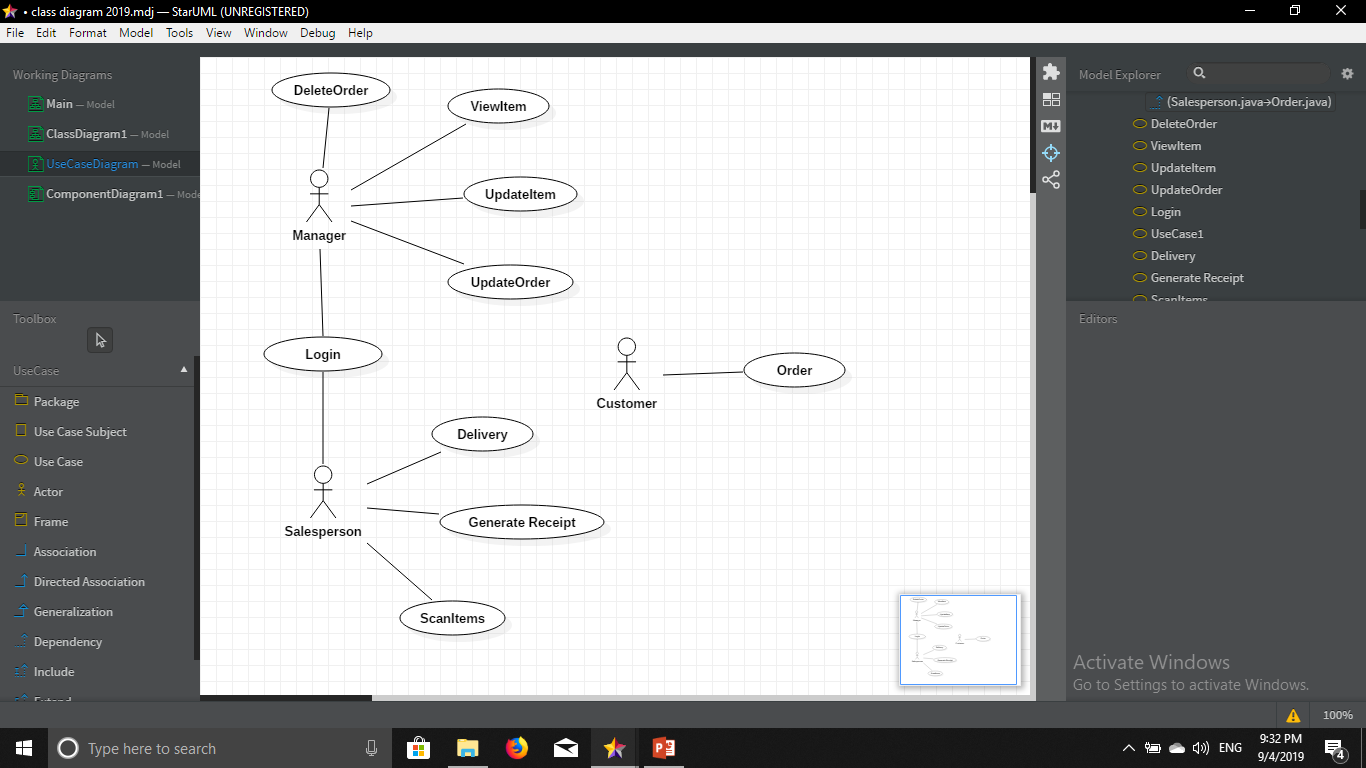 • class diagram 2019.mdj — StarUML (UNREGISTERED)
File Edit Format Model Tools View Window Debug Help
Working Diagrams
Main — Model
ClassDiagram1 — Model
UseCaseDiagram — Model
ComponentDiagram1 — Mode
Toolbox
UseCase
Package
Use Case Subject
Use Case
Actor
Frame
Association
Directed Association
Generalization
Dependency
Include
Extend
DeleteOrder
ViewItem
UpdateItem
Manager
UpdateOrder
Login
Customer
Order
Delivery
Salesperson
Generate Receipt
ScanItems
Model Explorer
(Salesperson.java→Order.java)
DeleteOrder
ViewItem
UpdateItem
UpdateOrder
Login
UseCase1
Delivery
Generate Receipt
ScanItems
Editors
Activate Windows
Go to Settings to activate Windows.
100%
Type here to search
ENG
9:32 PM
9/4/2019
4